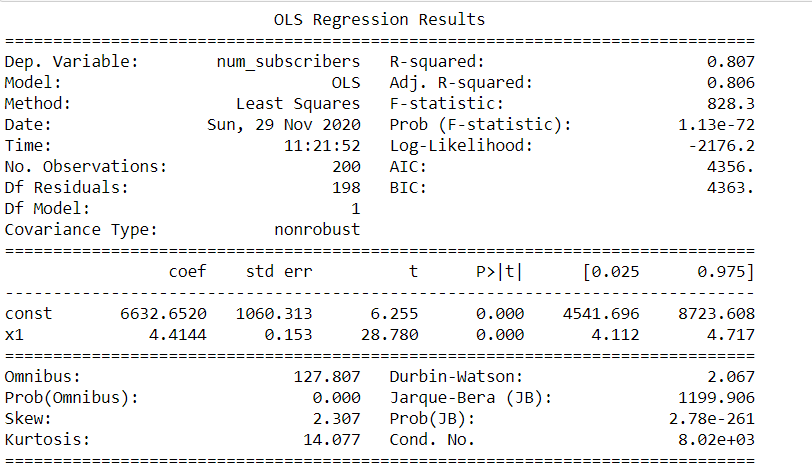 OLS Regression Results
==============================================================================
Dep. Variable:        num_subscribers   R-squared:                       0.807
Model:                            OLS   Adj. R-squared:                  0.806
Method:                 Least Squares   F-statistic:                     828.3
Date:                Sun, 29 Nov 2020   Prob (F-statistic):           1.13e-72
Time:                        11:21:52   Log-Likelihood:                -2176.2
No. Observations:                 200   AIC:                             4356.
Df Residuals:                     198   BIC:                             4363.
Df Model:                           1
Covariance Type:            nonrobust
==============================================================================
                 coef    std err          t      P>|t|      [0.025      0.975]
------------------------------------------------------------------------------
const       6632.6520   1060.313      6.255      0.000    4541.696    8723.608
x1             4.4144      0.153     28.780      0.000       4.112       4.717
==============================================================================
Omnibus:                      127.807   Durbin-Watson:                   2.067
Prob(Omnibus):                  0.000   Jarque-Bera (JB):             1199.906
Skew:                           2.307   Prob(JB):                    2.78e-261
Kurtosis:                      14.077   Cond. No.                     8.02e+03
==============================================================================